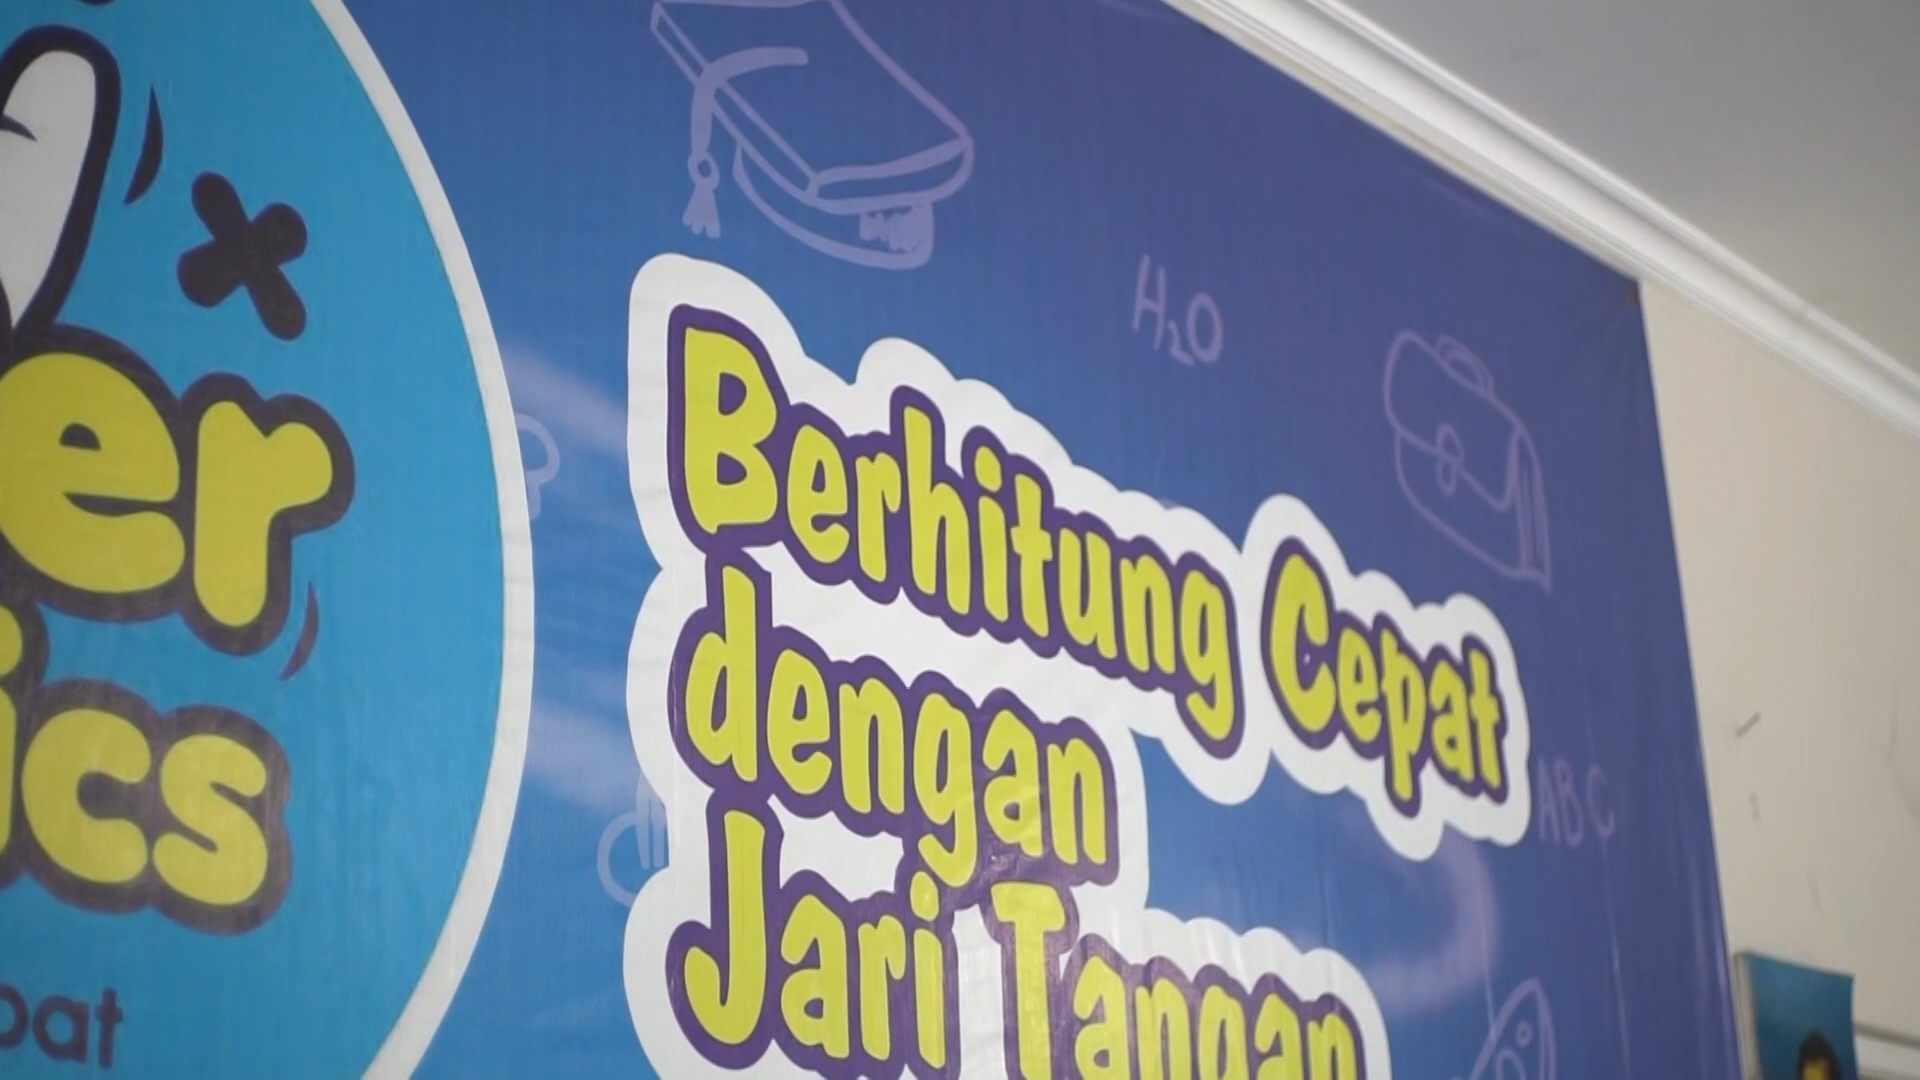 er
ics
pat
H₂O
Berhitung Cepat
dengan
Jari Tangan
ABC